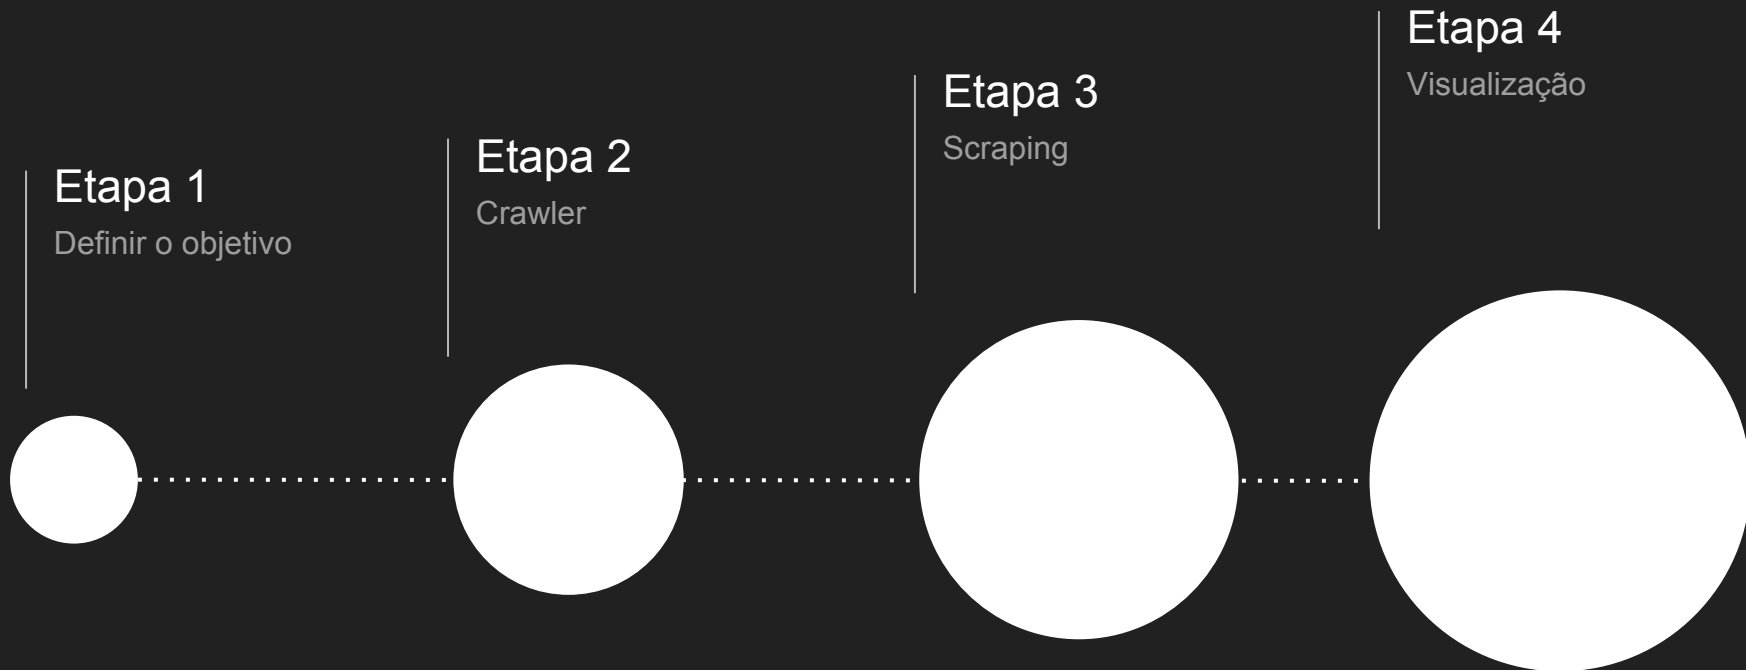 Etapa 1
Definir o objetivo
Etapa 2
Crawler
Etapa 3
Scraping
Etapa 4
Visualização